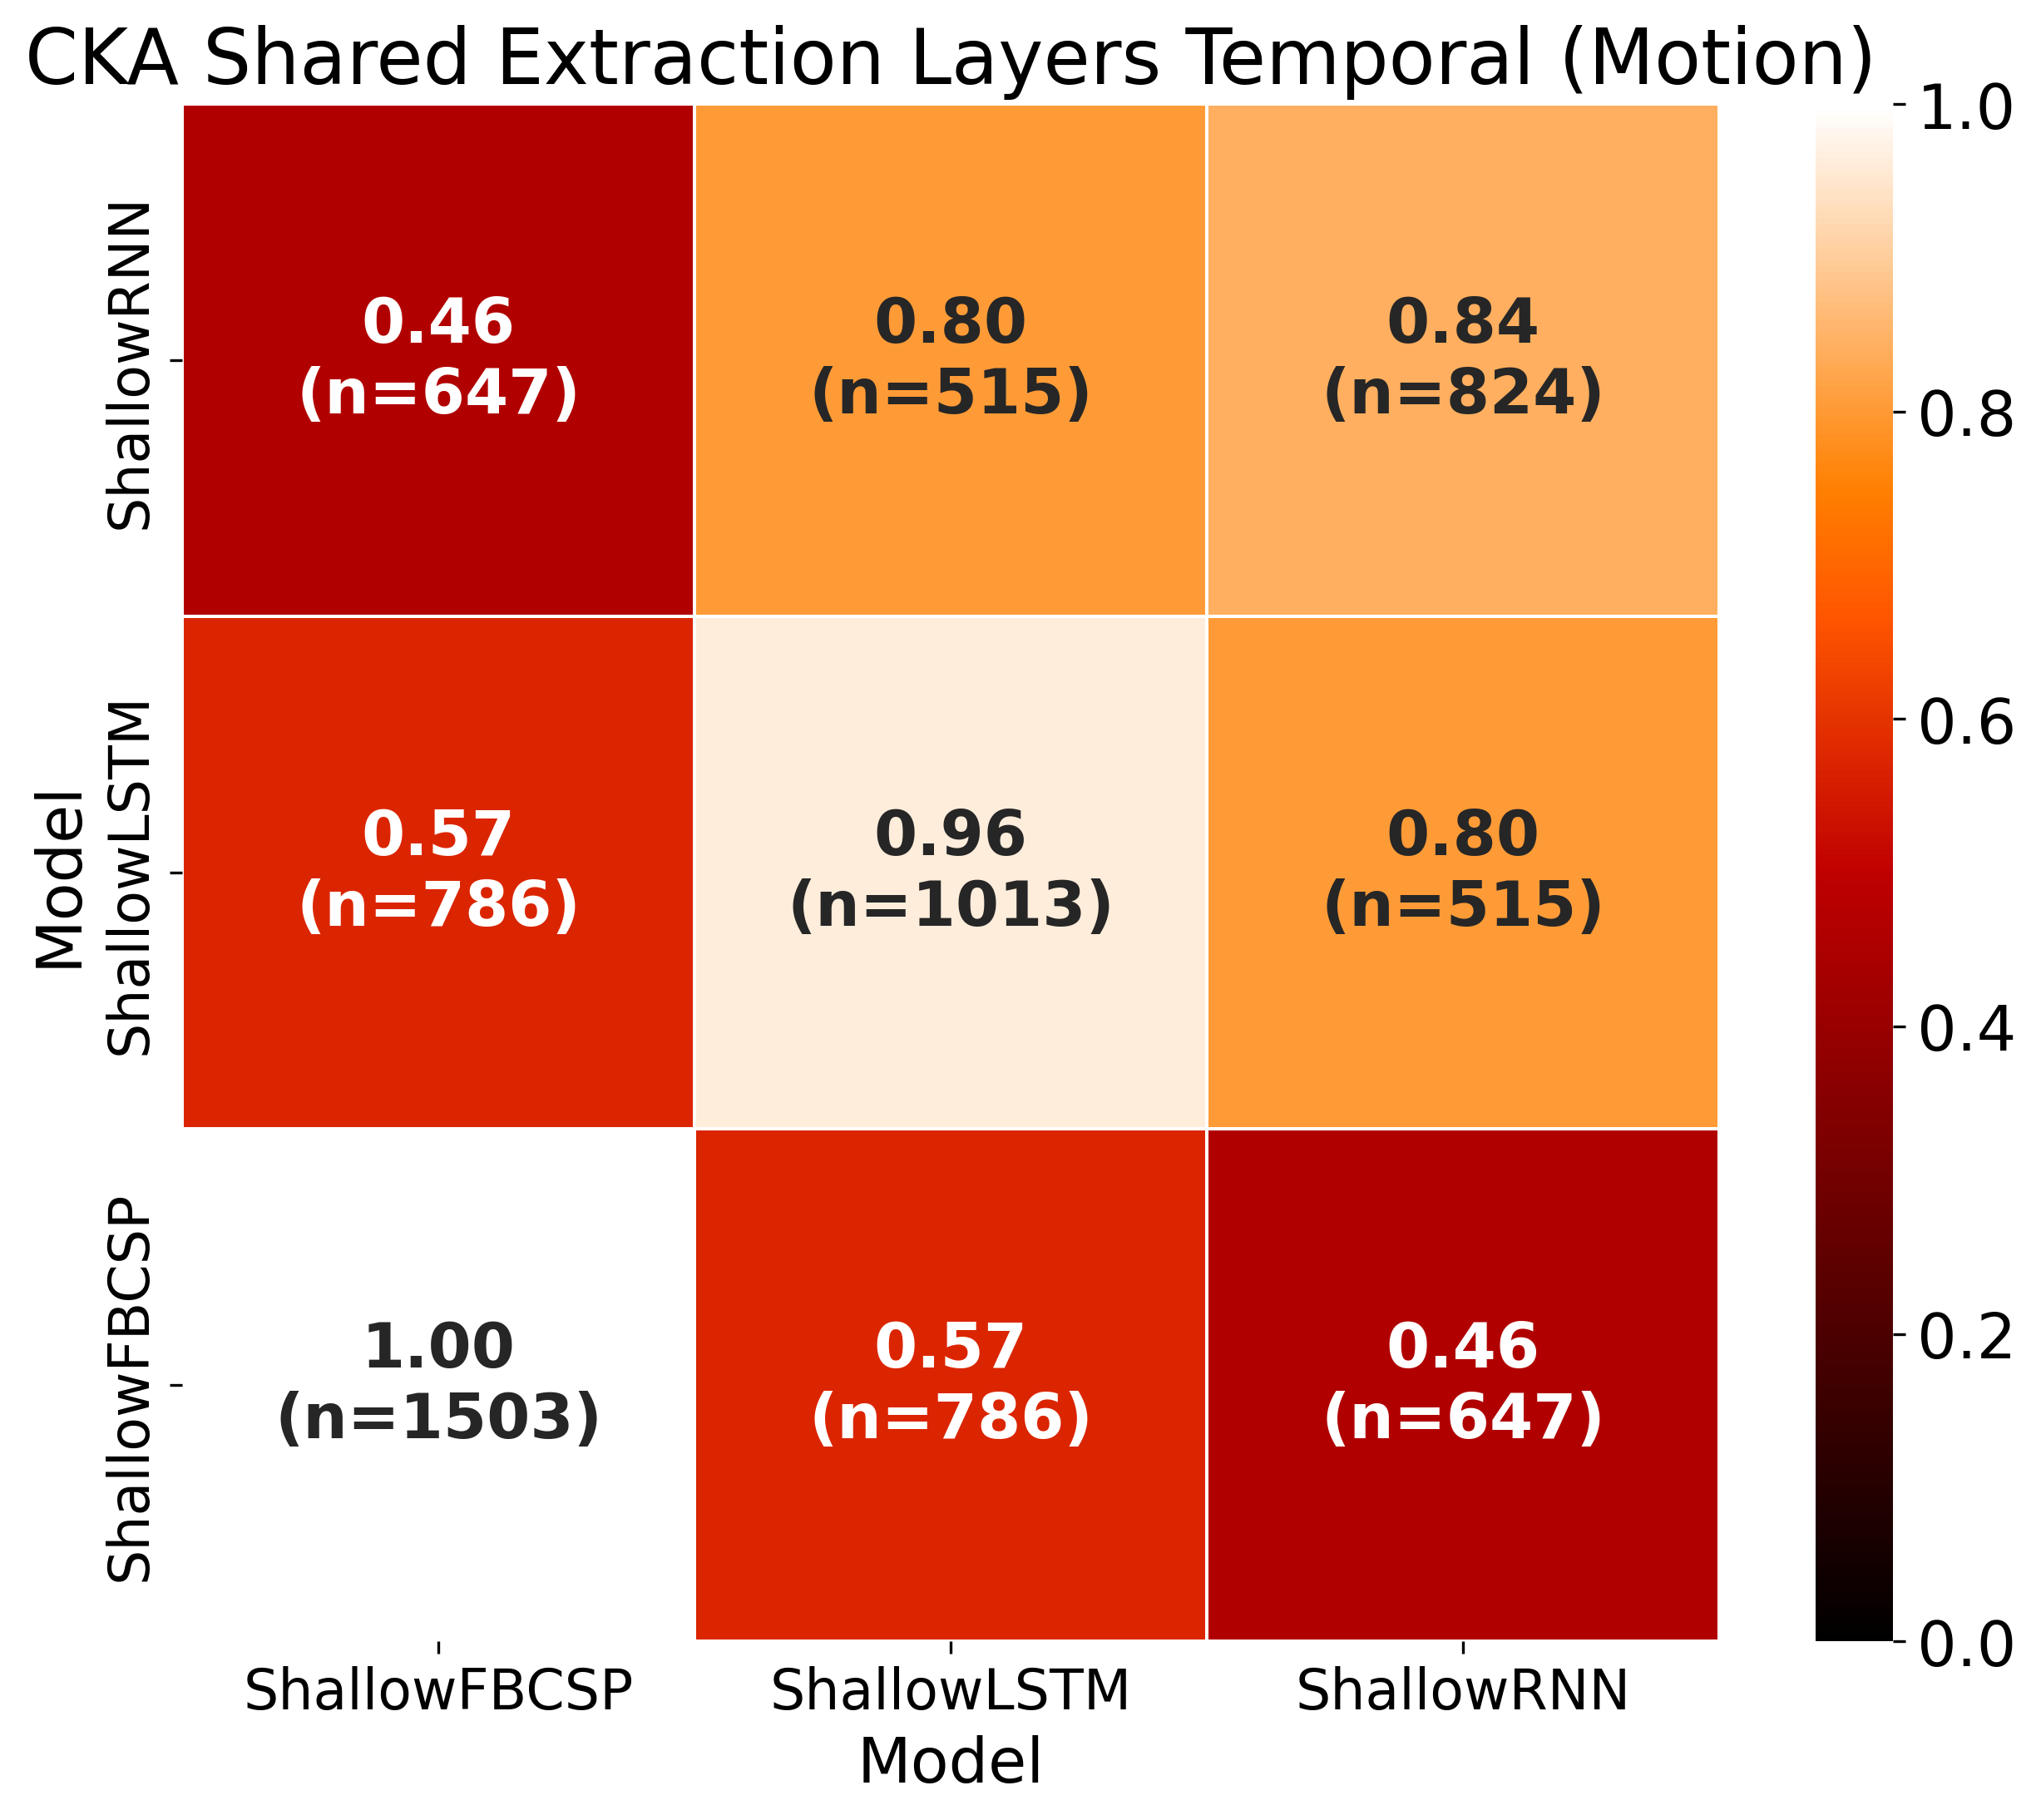 CKA Shared Extraction Layers Temporal (Motion)
Model
ShallowRNN
0.46
(n=647)
0.80
(n=515)
0.84
(n=824)
ShallowLSTM
0.57
(n=786)
0.96
(n=1013)
0.80
(n=515)
ShallowFBCSP
1.00
(n=1503)
0.57
(n=786)
0.46
(n=647)
ShallowFBCSP
ShallowLSTM
ShallowRNN
Model
1.0
0.8
0.6
0.4
0.2
0.0